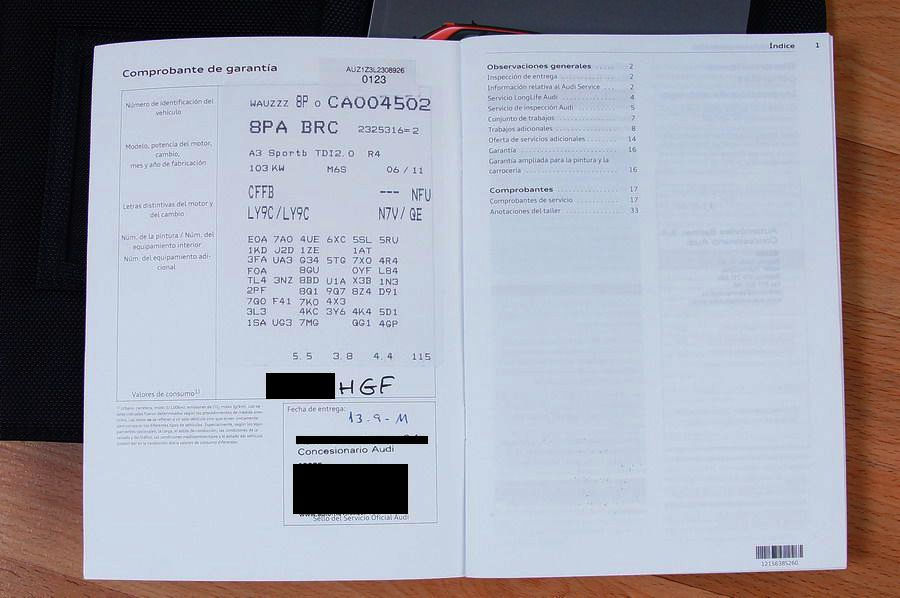 Comprobante de garantía
AUZ1Z3L2308926
0123
Número de identificación del
vehículo
WAUZZZ 8P 0 CA004502
8PA BRC 2325316=2
Modelo, potencia del motor,
cambio,
mes y año de fabricación
A3 Sportb TDI2.0 R4
103 KW M6S 06 / 11
Letras distintivas del motor y
del cambio
CFFB --- NFU
LY9C/LY9C N7V/ QE
Núm. de la pintura / Núm. del
equipamiento interior
Núm. del equipamiento adi-
cional
E0A 7A0 4UE 6XC 5SL 5RU
1KD J2D 1ZE 1AT
3FA UA3 G34 5TG 7X0 4R4
F0A 8GU 0YF L84
TL4 3NZ 8BD U1A X3B 1N3
2PF 8Q1 9Q7 8Z4 D91
7G0 F41 7K0 4X3
3L3 4KC 3Y6 4K4 5D1
1SA UG3 7MG GG1 4GP
5.5 3.8 4.4 115
Valores de consumo1)
HGF
Fecha de entrega:
13-9-11
Concesionario Audi
Sello del Servicio Oficial Audi
Índice 1
Observaciones generales 2
Inspección de entrega 2
Información relativa al Audi Service 2
Servicio LongLife Audi 4
Servicio de inspección Audi 5
Conjunto de trabajos 7
Trabajos adicionales 8
Oferta de servicios adicionales 14
Garantía 16
Garantía ampliada para la pintura y la
carrocería 16
Comprobantes 17
Comprobantes de servicio 17
Anotaciones del taller 33
12156385260